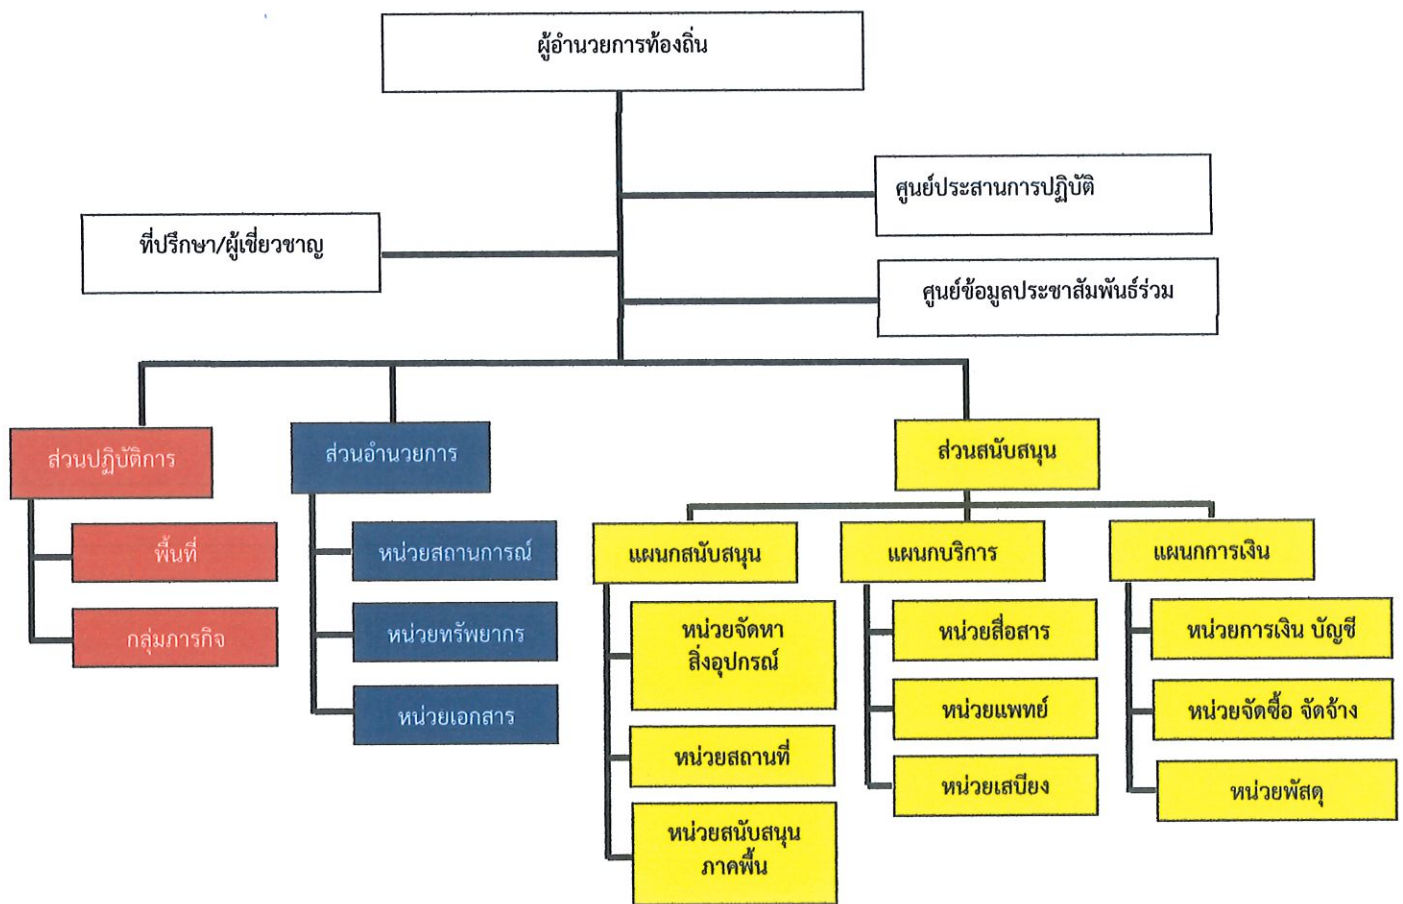 ผู้อำนวยการท้องถิ่น
ศูนย์ประสานการปฏิบัติ
ที่ปรึกษา/ผู้เชี่ยวชาญ
ศูนย์ข้อมูลประชาสัมพันธ์ร่วม
ส่วนปฏิบัติการ
พื้นที่
กลุ่มภารกิจ
ส่วนอำนวยการ
หน่วยสถานการณ์
หน่วยทรัพยากร
หน่วยเอกสาร
ส่วนสนับสนุน
แผนกสนับสนุน
หน่วยจัดหา
สิ่งอุปกรณ์
หน่วยสถานที่
หน่วยสนับสนุน
ภาคพื้น
แผนกบริการ
หน่วยสื่อสาร
หน่วยแพทย์
หน่วยเสบียง
แผนกการเงิน
หน่วยการเงิน บัญชี
หน่วยจัดซื้อ จัดจ้าง
หน่วยพัสดุ